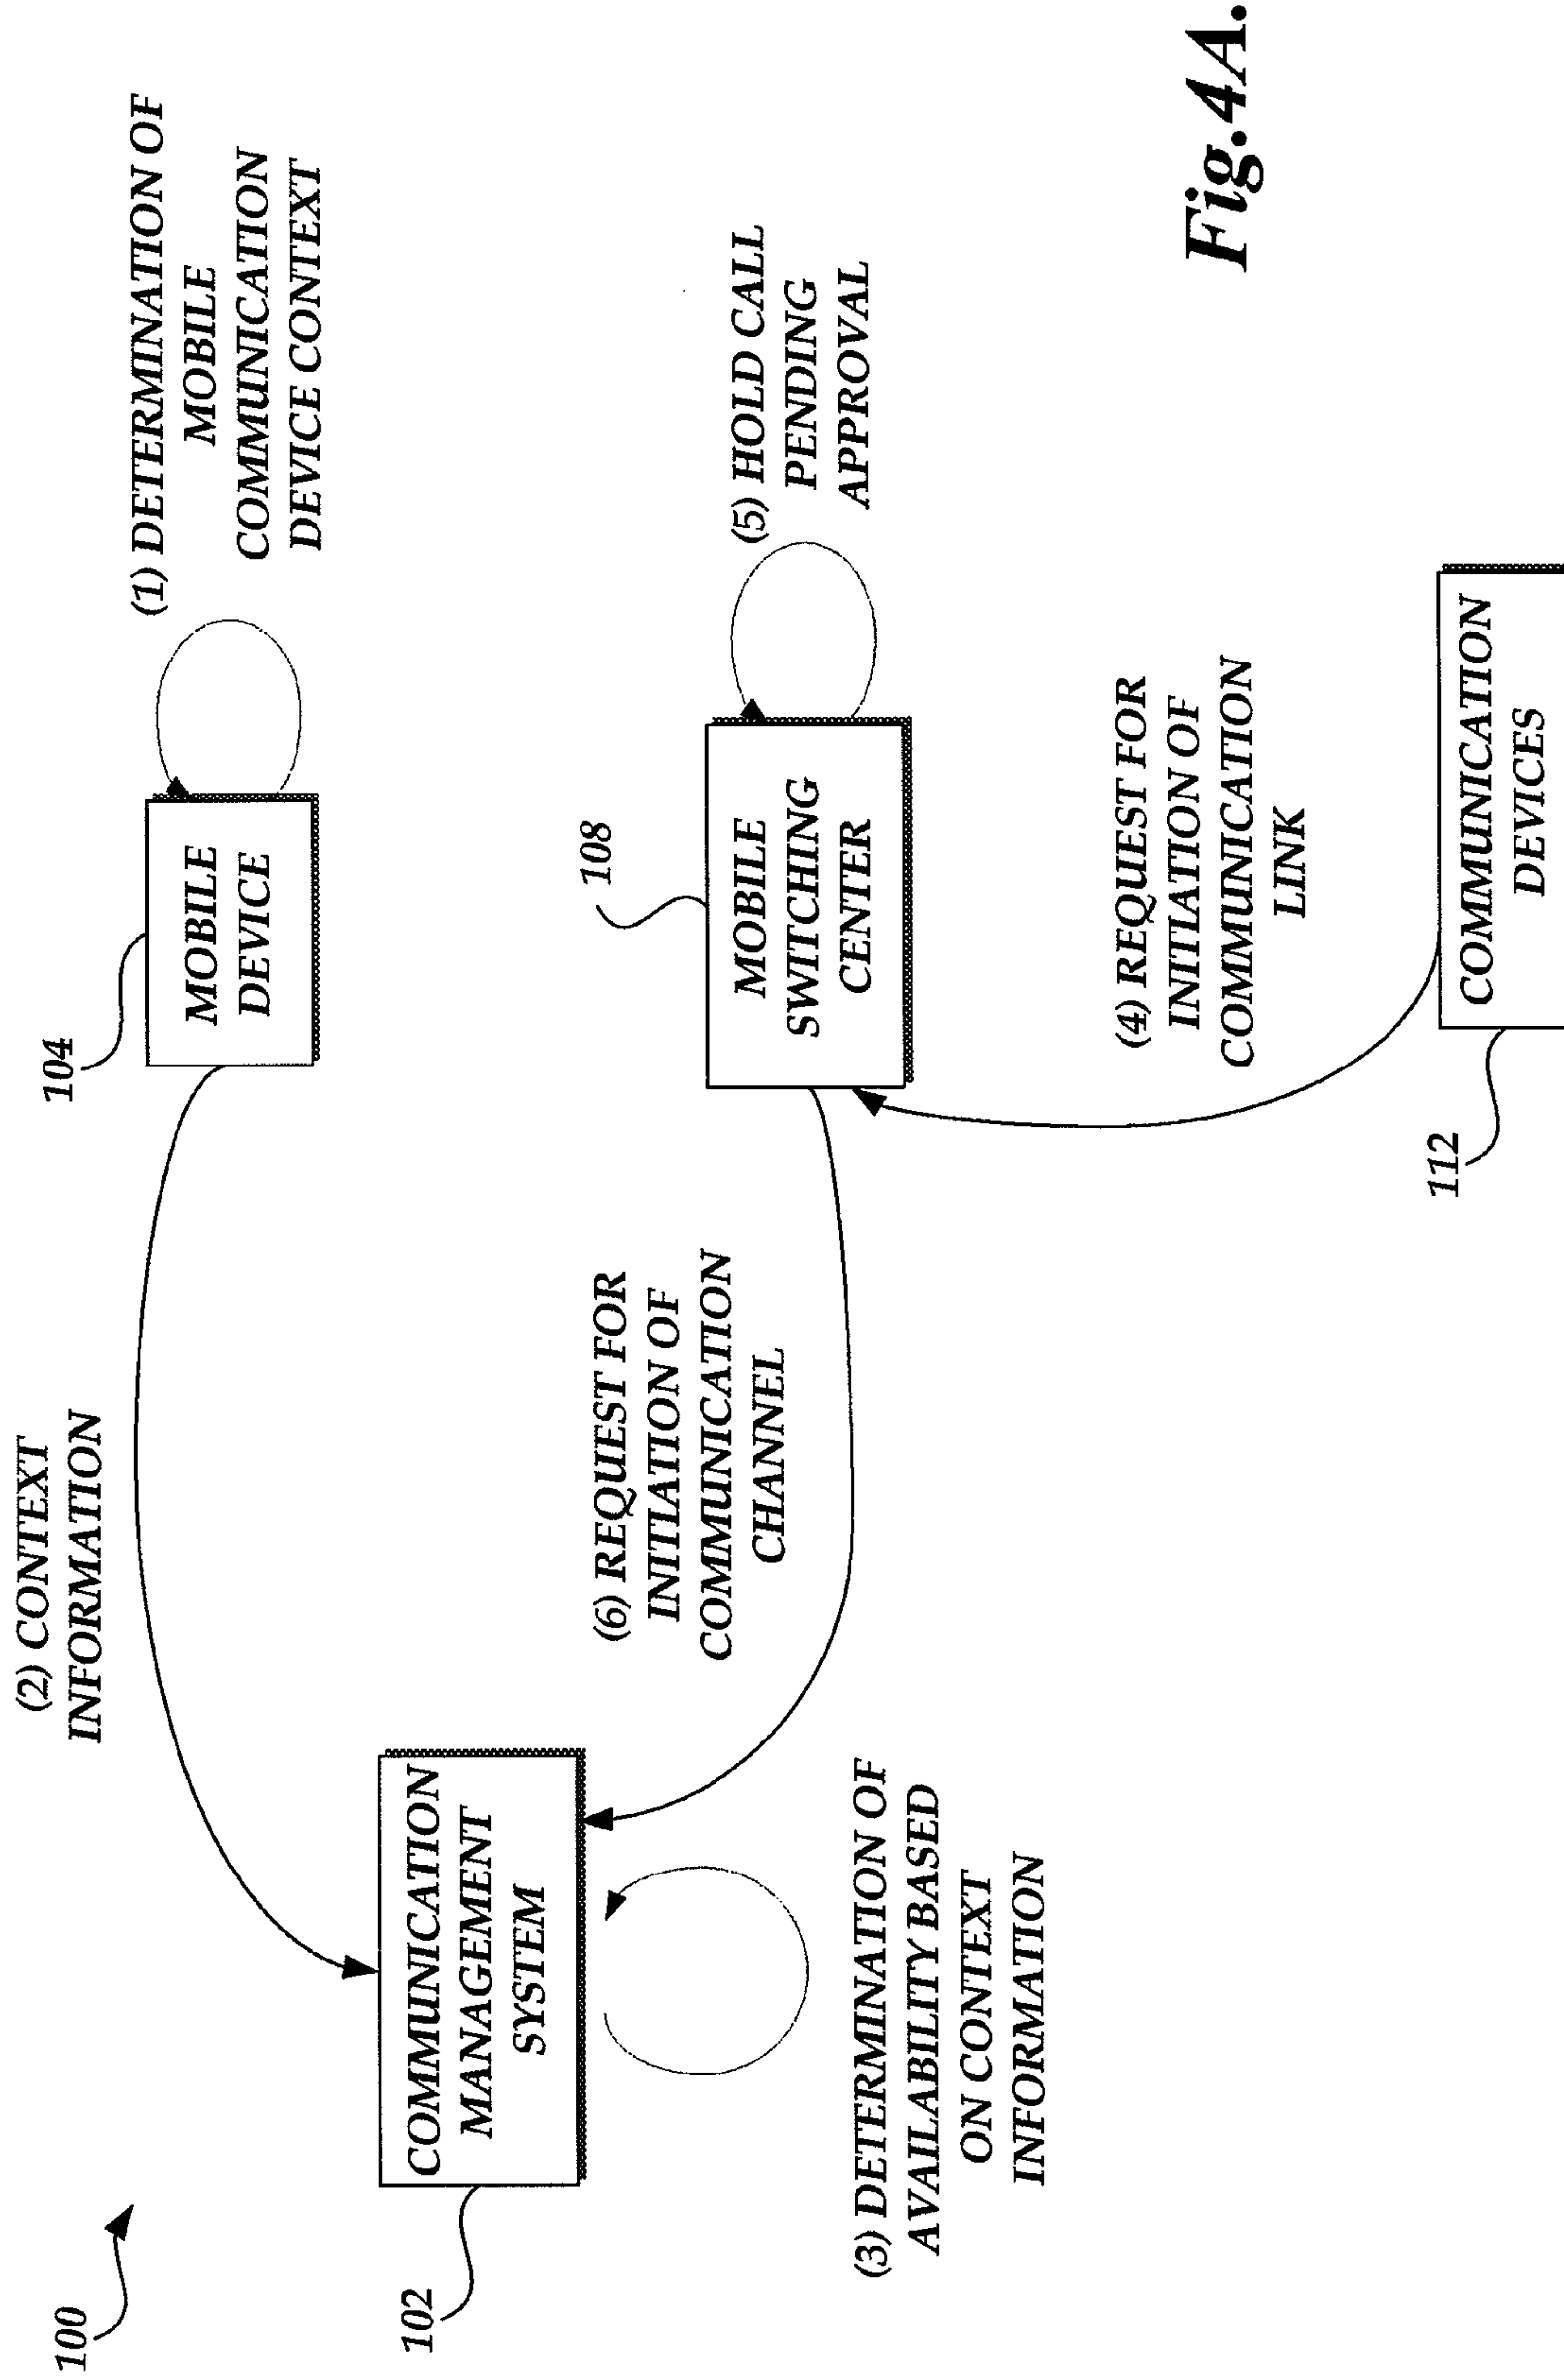 100
(2) CONTEXT
INFORMATION
104
MOBILE
DEVICE
(1) DETERMINATION OF
MOBILE
COMMUNICATION
DEVICE CONTEXT
102
COMMUNICATION
MANAGEMENT
SYSTEM
(6) REQUEST FOR
INITIATION OF
COMMUNICATION
CHANNEL
108
MOBILE
SWITCHING
CENTER
(5) HOLD CALL
PENDING
APPROVAL
(3) DETERMINATION OF
AVAILABILITY BASED
ON CONTEXT
INFORMATION
(4) REQUEST FOR
INITIATION OF
COMMUNICATION
LINK
112
COMMUNICATION
DEVICES
Fig.4A.